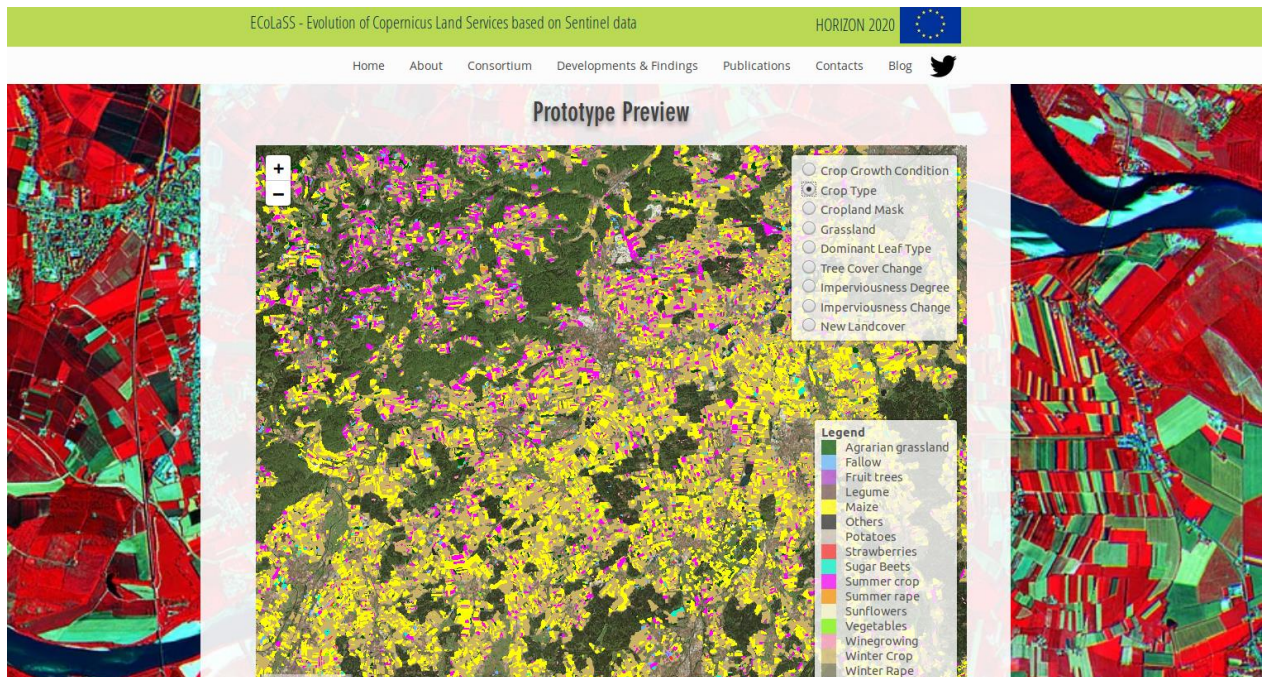 ECoLaSS - Evolution of Copernicus Land Services based on Sentinel data
HORIZON 2020
Home About Consortium Developments & Findings Publications Contacts Blog
Prototype Preview
+
−
Crop Growth Condition
Crop Type
Cropland Mask
Grassland
Dominant Leaf Type
Tree Cover Change
Imperviousness Degree
Imperviousness Change
New Landcover
Legend
Agrarian grassland
Fallow
Fruit trees
Legume
Maize
Others
Potatoes
Strawberries
Sugar Beets
Summer crop
Summer rape
Sunflowers
Vegetables
Winegrowing
Winter Crop
Winter Rape